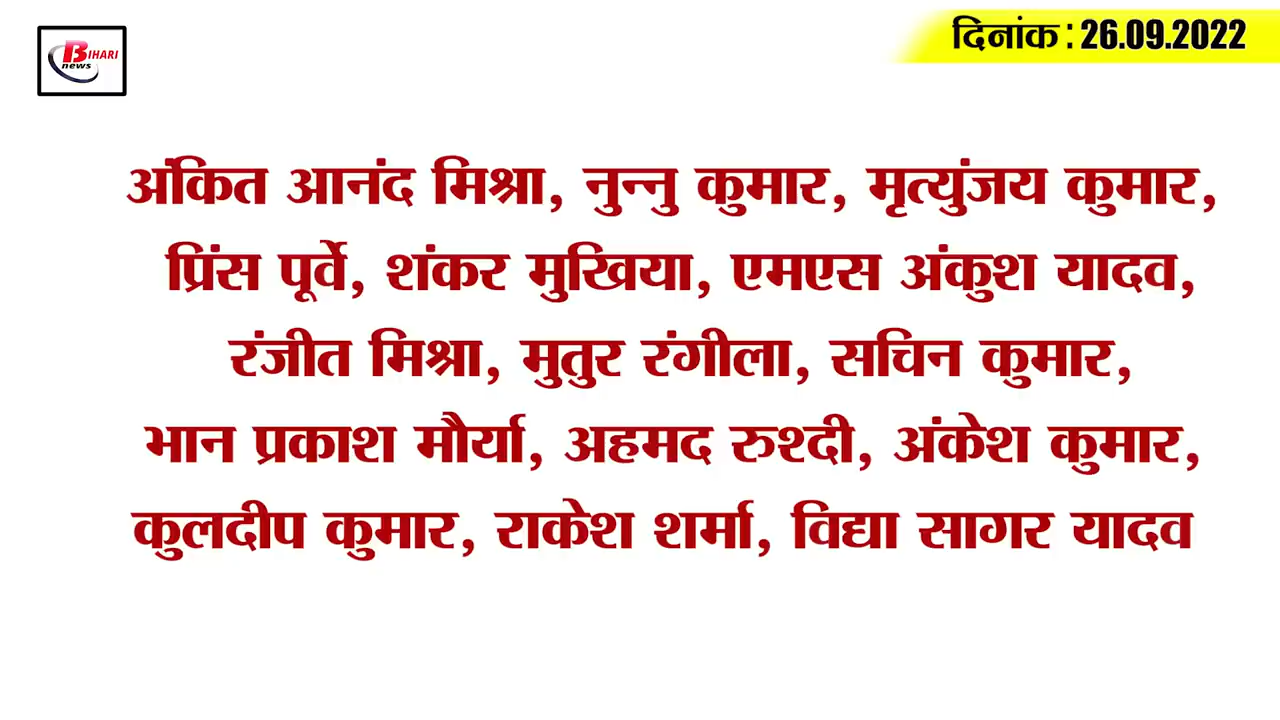 BIHARI
news
दिनांक : 26.09.2022
अंकित आनंद मिश्रा, नुन्नु कुमार, मृत्युंजय कुमार,
प्रिंस पूर्वे, शंकर मुखिया, एमएस अंकुश यादव,
रंजीत मिश्रा, मुतुर रंगीला, सचिन कुमार,
भान प्रकाश मौर्या, अहमद रुश्दी, अंकेश कुमार,
कुलदीप कुमार, राकेश शर्मा, विद्या सागर यादव